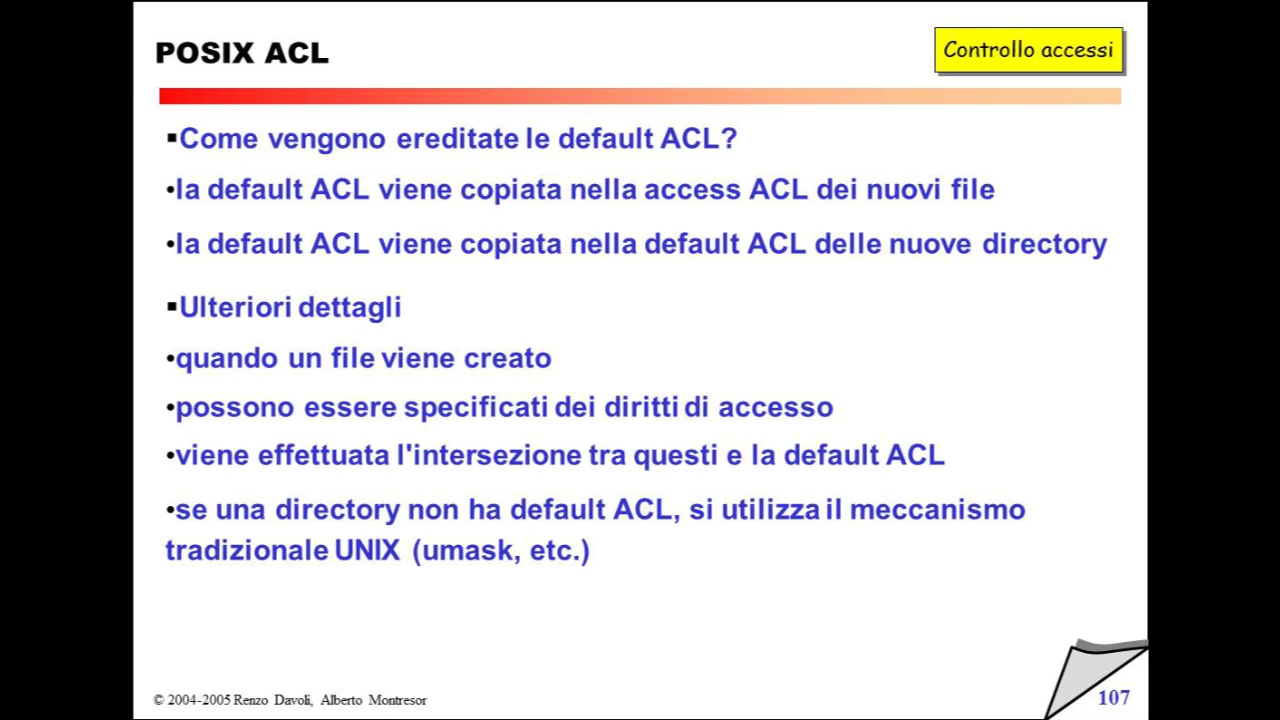 POSIX ACL
Controllo accessi
▪Come vengono ereditate le default ACL?
•la default ACL viene copiata nella access ACL dei nuovi file
•la default ACL viene copiata nella default ACL delle nuove directory
▪Ulteriori dettagli
•quando un file viene creato
•possono essere specificati dei diritti di accesso
•viene effettuata l'intersezione tra questi e la default ACL
•se una directory non ha default ACL, si utilizza il meccanismo
tradizionale UNIX (umask, etc.)
© 2004-2005 Renzo Davoli, Alberto Montresor
107